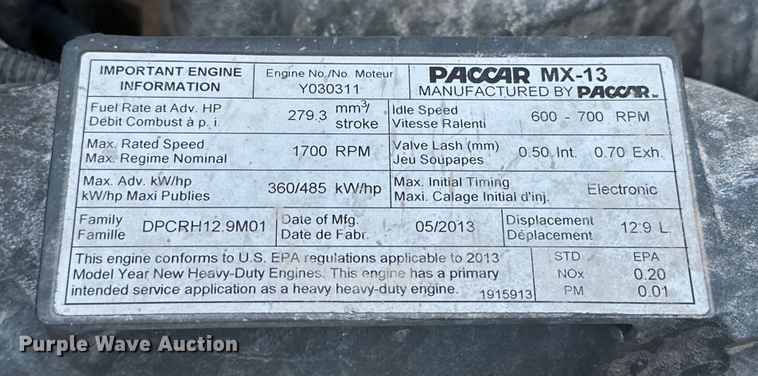 IMPORTANT ENGINE
INFORMATION
Engine No./No. Moteur
Y030311
PACCAR MX-13
MANUFACTURED BY PACCAR INC
Fuel Rate at Adv. HP
Débit Combust à p. i.
279.3 mm3/
stroke
Idle Speed
Vitesse Ralenti
600 - 700 RPM
Max. Rated Speed
Max. Regime Nominal
1700 RPM
Valve Lash (mm)
Jeu Soupapes
0.50 Int. 0.70 Exh.
Max. Adv. kW/hp
kW/hp Maxi Publies
360/485 kW/hp
Max. Initial Timing
Maxi. Calage Initial d'inj.
Electronic
Family
Famille
DPCRH12.9M01
Date of Mfg.
Date de Fabr.
05/2013
Displacement
Déplacement
12.9 L.
This engine conforms to U.S. EPA regulations applicable to 2013
Model Year New Heavy-Duty Engines. This engine has a primary
intended service application as a heavy heavy-duty engine.
1915913
STD EPA
NOx 0.20
PM 0.01
Purple Wave Auction